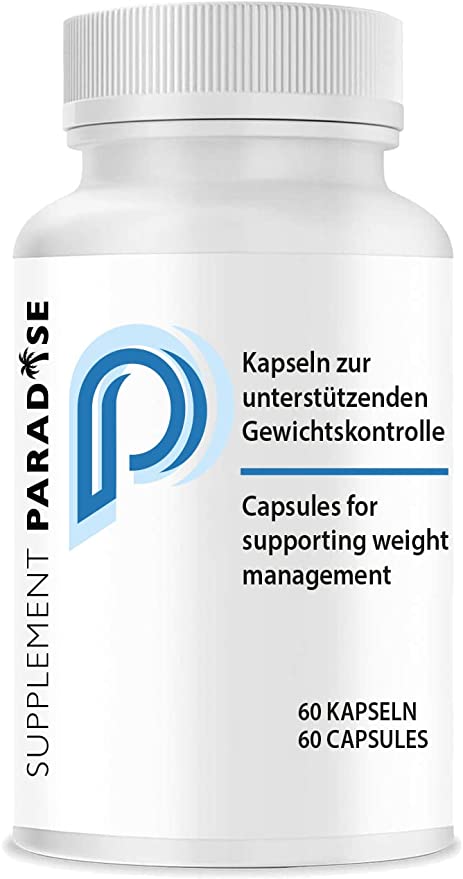 SUPPLEMENT PARADISE
Kapseln zur
unterstützenden
Gewichtskontrolle
Capsules for
supporting weight
management
60 KAPSELN
60 CAPSULES